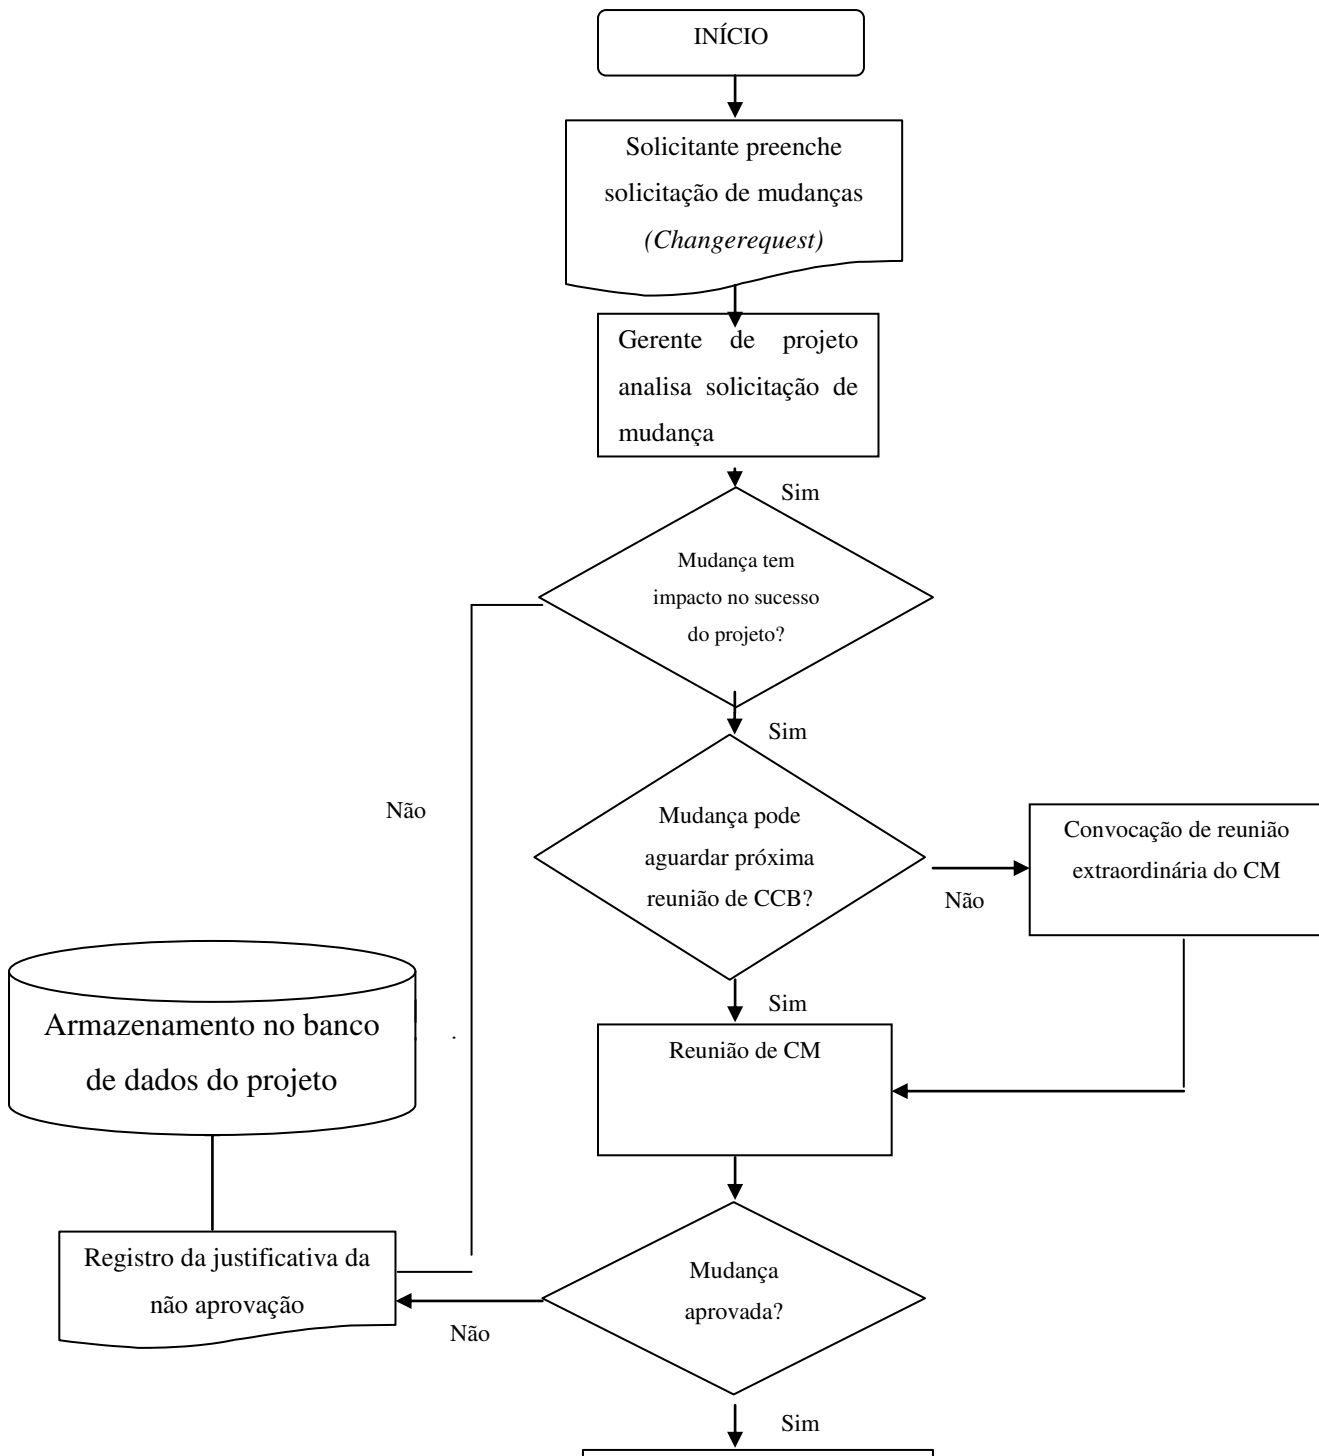 INÍCIO
Solicitante preenche
solicitação de mudanças
(Changerequest)
Gerente de projeto
analisa solicitação de
mudança
Sim
Mudança tem
impacto no sucesso
do projeto?
Sim
Não
Mudança pode
aguardar próxima
reunião de CCB?
Não
Convocação de reunião
extraordinária do CM
Sim
Armazenamento no banco
de dados do projeto
.
Reunião de CM
Registro da justificativa da
não aprovação
Não
Mudança
aprovada?
Sim